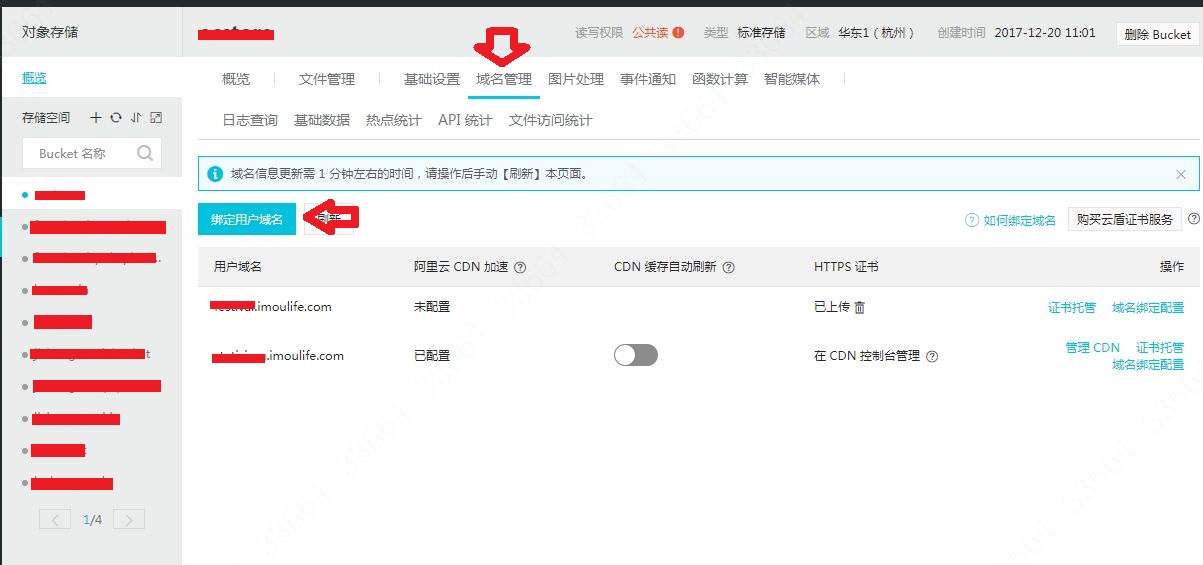 对象存储
读写权限 公共读 类型 标准存储 区域 华东1（杭州） 创建时间 2017-12-20 11:01 删除 Bucket
概览
概览 文件管理 基础设置 域名管理 图片处理 事件通知 函数计算 智能媒体
存储空间
日志查询 基础数据 热点统计 API 统计 文件访问统计
Bucket 名称
域名信息更新需 1 分钟左右的时间，请操作后手动【刷新】本页面。
绑定用户域名 刷新 如何绑定域名 购买云盾证书服务
用户域名 阿里云 CDN 加速 CDN 缓存自动刷新 HTTPS 证书 操作
.imoulife.com 未配置 已上传 证书托管 域名绑定配置
.imoulife.com 已配置 在 CDN 控制台管理 管理 CDN 证书托管
域名绑定配置
1/4
33664 33664 33664